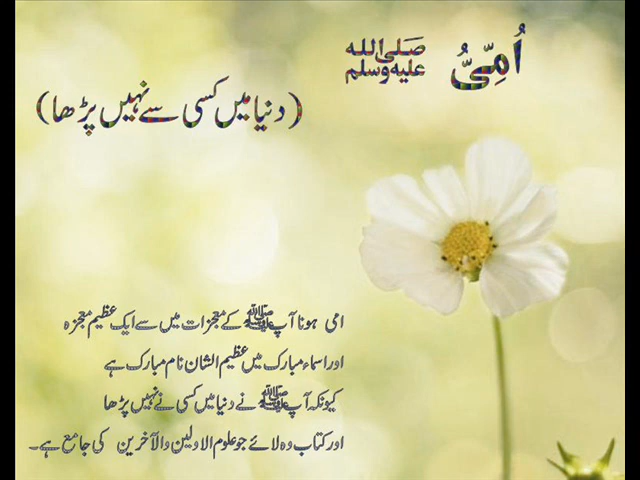 اُمِّیٌّ صَلَی اللہ علیہ وسلم
(دنیا میں کسی سے نہیں پڑھا)
امی ہونا آپ ﷺ کے معجزات میں سے ایک عظیم معجزہ
اور اسماء مبارک میں عظیم الشان نام مبارک ہے
کیونکہ آپ ﷺ نے دنیا میں کسی نے نہیں پڑھا
اور کتاب وہ لائے جو علوم الاولین والآخرین کی جامع ہے۔